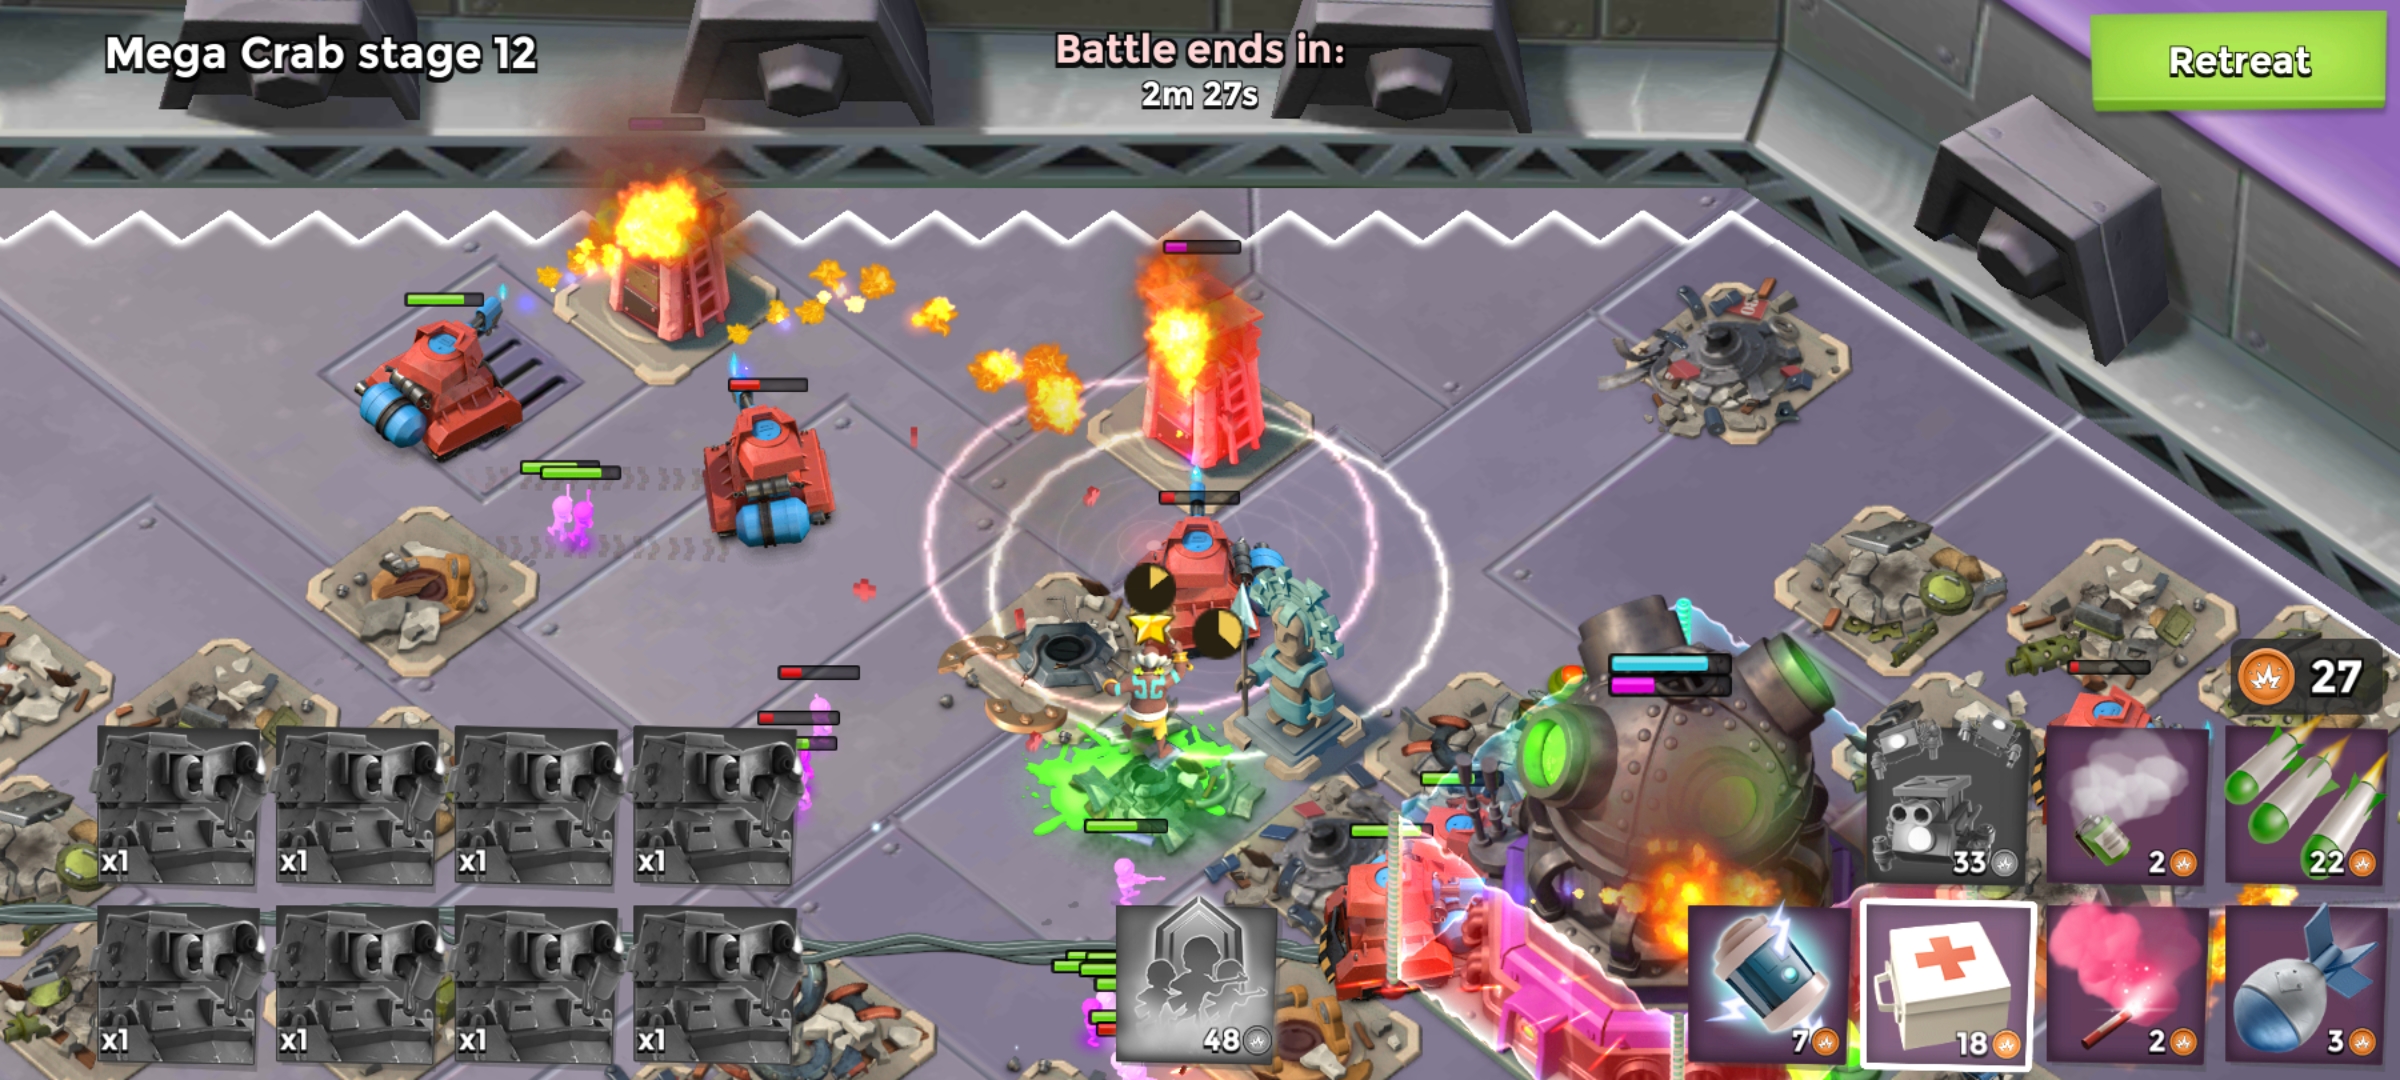 Mega Crab stage 12
Battle ends in:
2m 27s
Retreat
27
x1
x1
x1
x1
33
2
22
x1
x1
x1
x1
48
7
18
2
3